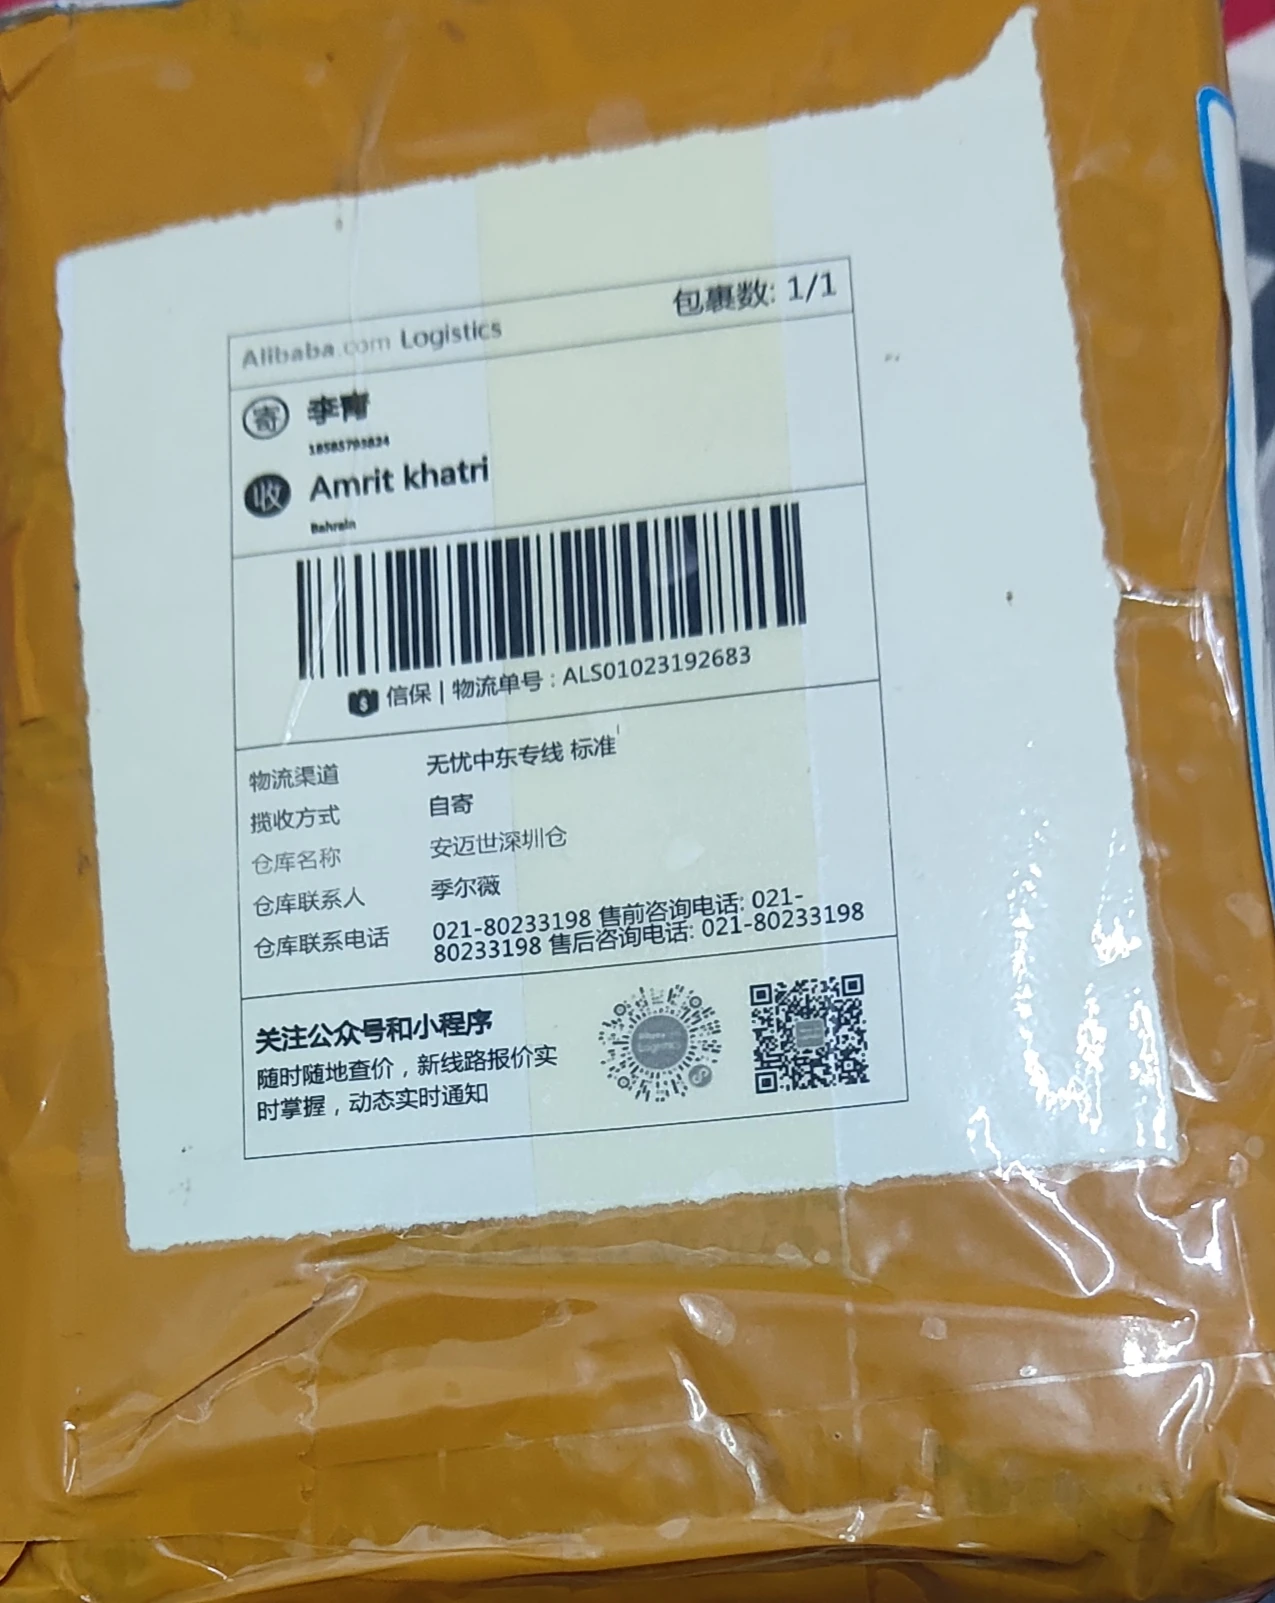 Alibaba.com Logistics
包裹数: 1/1
寄 李青
收 Amrit khatri
Bahrain
信保 | 物流单号 : ALS01023192683
物流渠道 无忧中东专线 标准
揽收方式 自寄
仓库名称 安迈世深圳仓
仓库联系人 季尔薇
仓库联系电话 021-80233198 售前咨询电话: 021-
80233198 售后咨询电话: 021-80233198
关注公众号和小程序
随时随地查价，新线路报价实
时掌握，动态实时通知